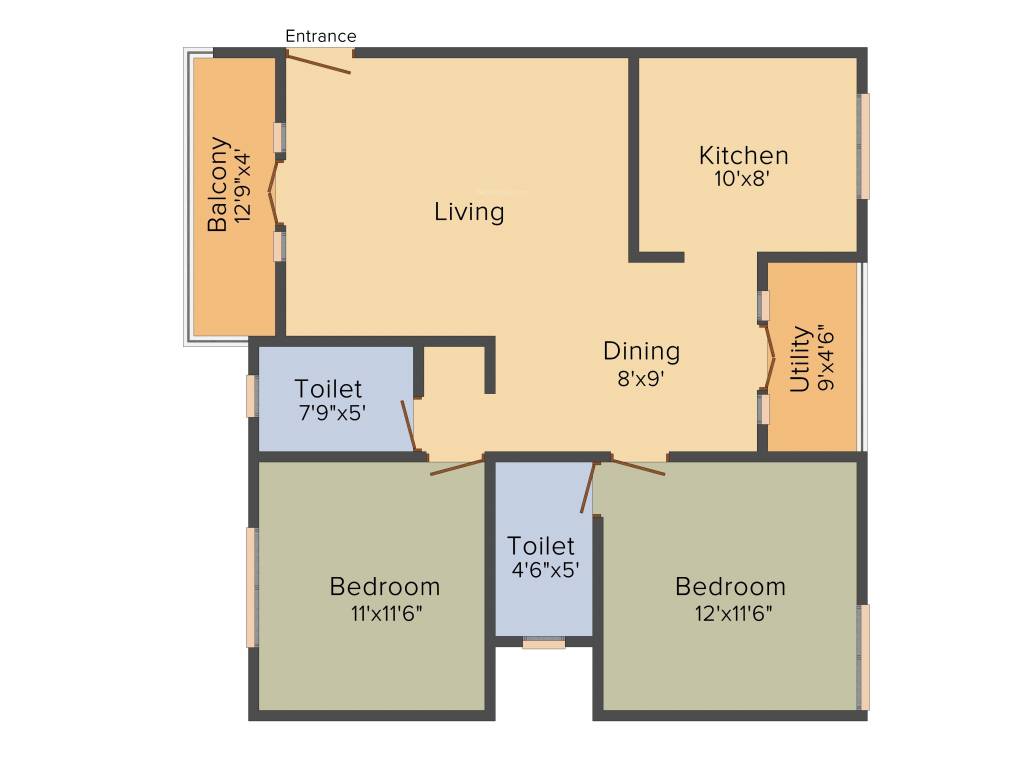 Entrance
Balcony
12'9"x4'
Living
Kitchen
10'x8'
Dining
8'x9'
Utility
9'x4'6"
Toilet
7'9"x5'
Bedroom
11'x11'6"
Toilet
4'6"x5'
Bedroom
12'x11'6"